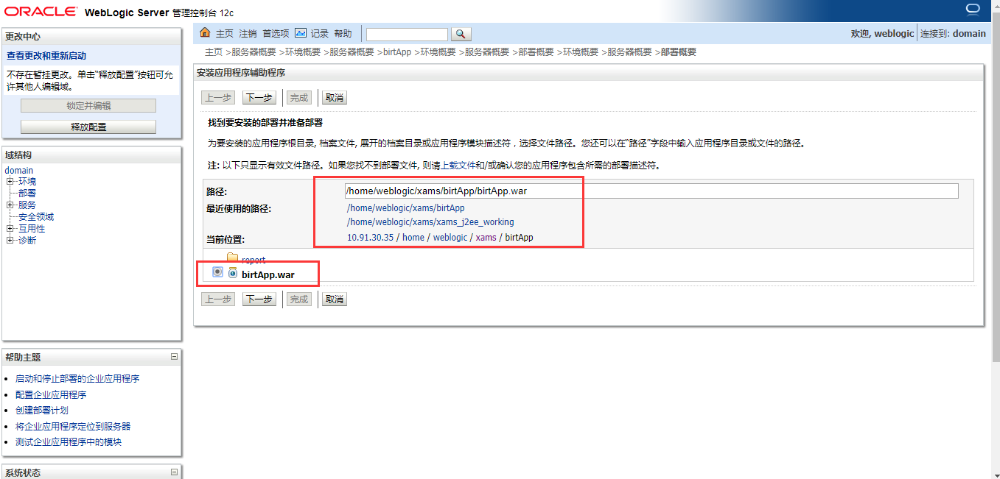 ORACLE WebLogic Server 管理控制台 12c
更改中心
查看更改和重新启动
不存在暂挂更改。单击“释放配置”按钮可允
许其他人编辑域。
锁定并编辑
释放配置
域结构
domain
环境
部署
服务
安全领域
互用性
诊断
帮助主题
启动和停止部署的企业应用程序
配置企业应用程序
创建部署计划
将企业应用程序定位到服务器
测试企业应用程序中的模块
系统状态
主页 注销 首选项 记录 帮助
欢迎, weblogic 连接到: domain
主页 >服务器概要 >环境概要 >服务器概要 >birtApp >环境概要 >服务器概要 >部署概要 >环境概要 >服务器概要 >部署概要
安装应用程序辅助程序
上一步 下一步 完成 取消
找到要安装的部署并准备部署
为要安装的应用程序根目录, 档案文件, 展开的档案目录或应用程序模块描述符，选择文件路径。您还可以在“路径”字段中输入应用程序目录或文件的路径。
注: 以下只显示有效文件路径。如果您找不到部署文件, 则请上载文件和/或确认您的应用程序包含所需的部署描述符。
路径: /home/weblogic/xams/birtApp/birtApp.war
最近使用的路径: /home/weblogic/xams/birtApp
/home/weblogic/xams/xams_j2ee_working
当前位置: 10.91.30.35 / home / weblogic / xams / birtApp
report
birtApp.war
上一步 下一步 完成 取消